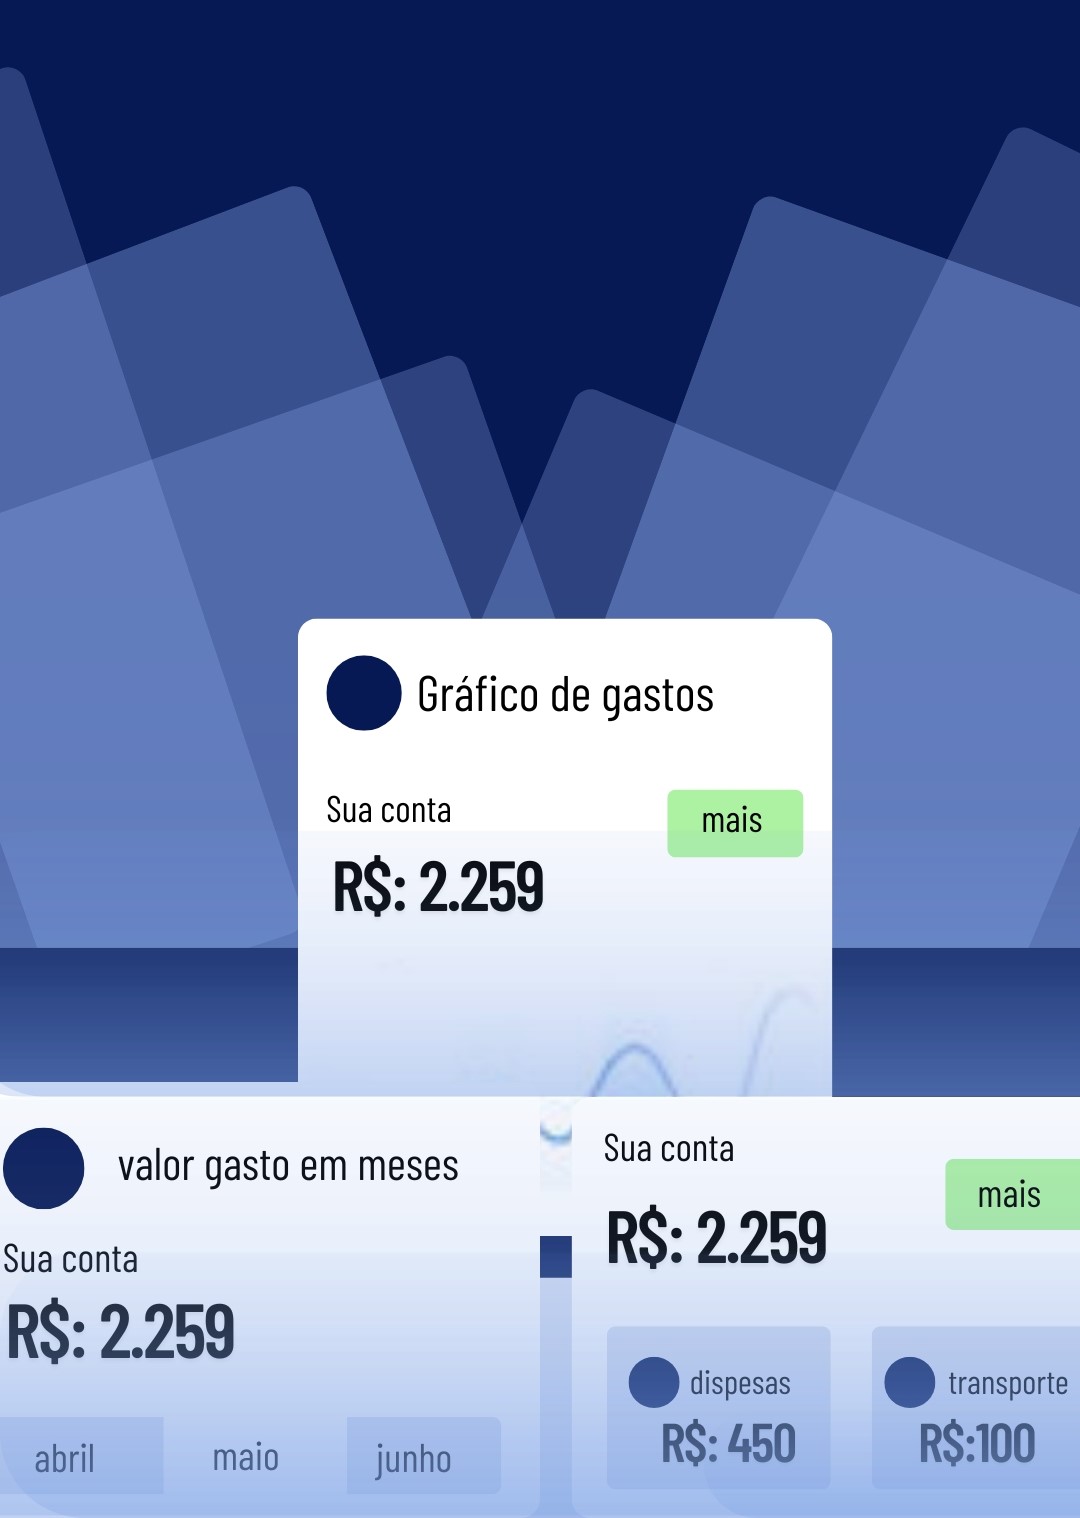 Gráfico de gastos
Sua conta
mais
R$: 2.259
valor gasto em meses
Sua conta
R$: 2.259
abril
maio
junho
Sua conta
mais
R$: 2.259
dispesas
R$: 450
transporte
R$:100